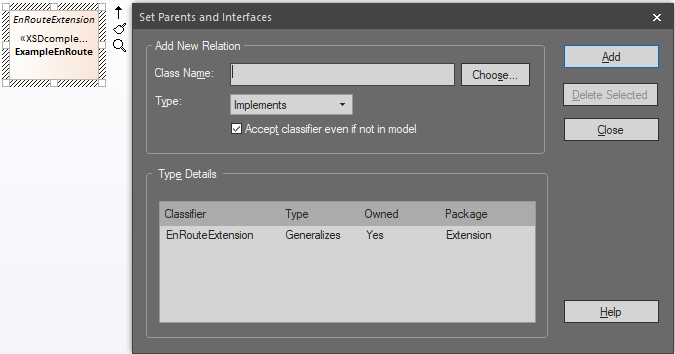 EnRouteExtension
«XSDcomple...
ExampleEnRoute
Set Parents and Interfaces
Add New Relation
Class Name:
Choose...
Type:
Implements
Accept classifier even if not in model
Add
Delete Selected
Close
Type Details
Classifier Type Owned Package
EnRouteExtension Generalizes Yes Extension
Help